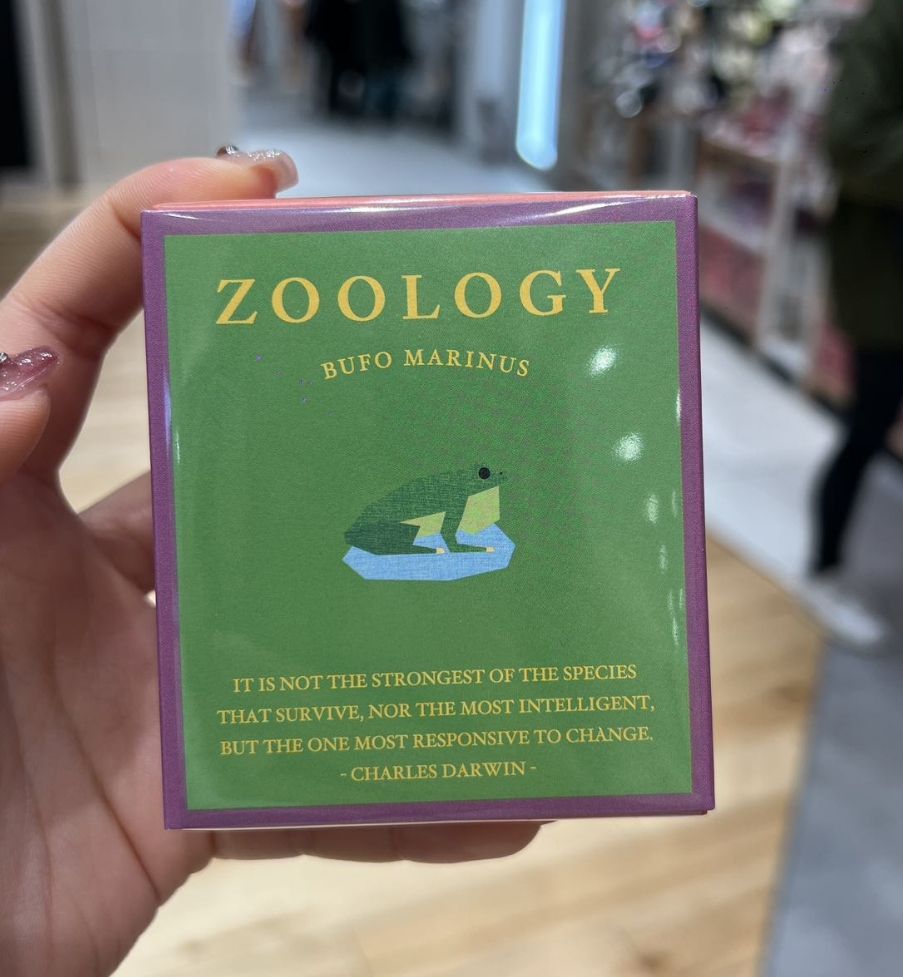 ZOOLOGY
BUFO MARINUS
IT IS NOT THE STRONGEST OF THE SPECIES
THAT SURVIVE, NOR THE MOST INTELLIGENT,
BUT THE ONE MOST RESPONSIVE TO CHANGE.
- CHARLES DARWIN -